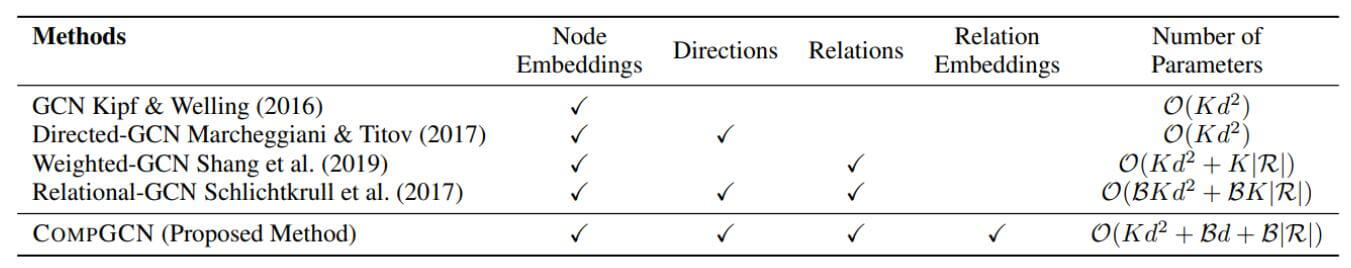 Methods Node Embeddings Directions Relations Relation Embeddings Number of Parameters
GCN Kipf & Welling (2016) ✓ $\mathcal{O}(Kd^2)$
Directed-GCN Marcheggiani & Titov (2017) ✓ ✓ $\mathcal{O}(Kd^2)$
Weighted-GCN Shang et al. (2019) ✓ ✓ $\mathcal{O}(Kd^2 + K|\mathcal{R}|)$
Relational-GCN Schlichtkrull et al. (2017) ✓ ✓ ✓ $\mathcal{O}(\mathcal{B}Kd^2 + \mathcal{B}K|\mathcal{R}|)$
COMPGCN (Proposed Method) ✓ ✓ ✓ ✓ $\mathcal{O}(Kd^2 + \mathcal{B}d + \mathcal{B}|\mathcal{R}|)$